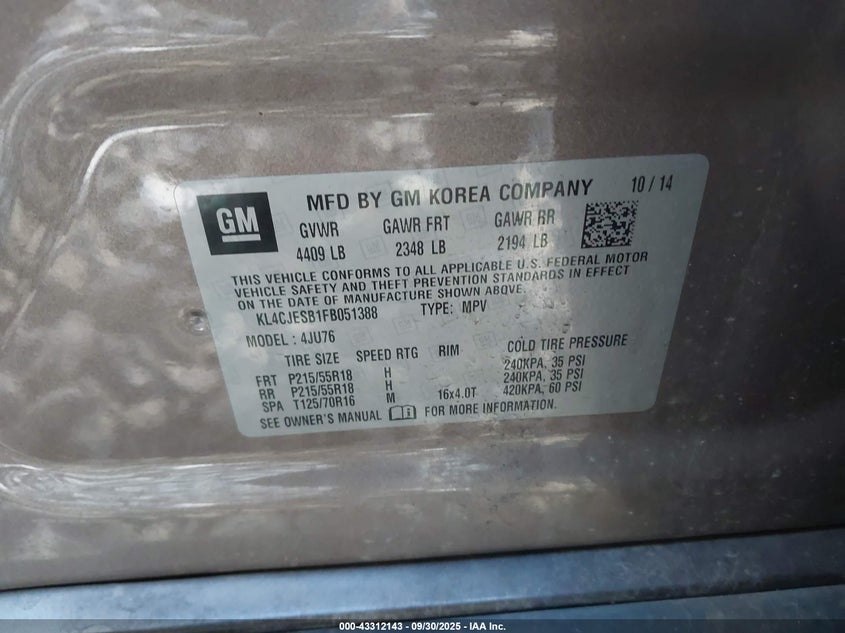 GM
MFD BY GM KOREA COMPANY 10 / 14
GVWR GAWR FRT GAWR RR
4409 LB 2348 LB 2194 LB
THIS VEHICLE CONFORMS TO ALL APPLICABLE U.S. FEDERAL MOTOR
VEHICLE SAFETY AND THEFT PREVENTION STANDARDS IN EFFECT
ON THE DATE OF MANUFACTURE SHOWN ABOVE.
KL4CJESB1FB051388 TYPE: MPV
MODEL : 4JU76
TIRE SIZE SPEED RTG RIM COLD TIRE PRESSURE
FRT P215/55R18 H 240KPA, 35 PSI
RR P215/55R18 H 240KPA, 35 PSI
SPA T125/70R16 M 16x4.0T 420KPA, 60 PSI
SEE OWNER'S MANUAL FOR MORE INFORMATION.
000-43312143 - 09/30/2025 - IAA Inc.